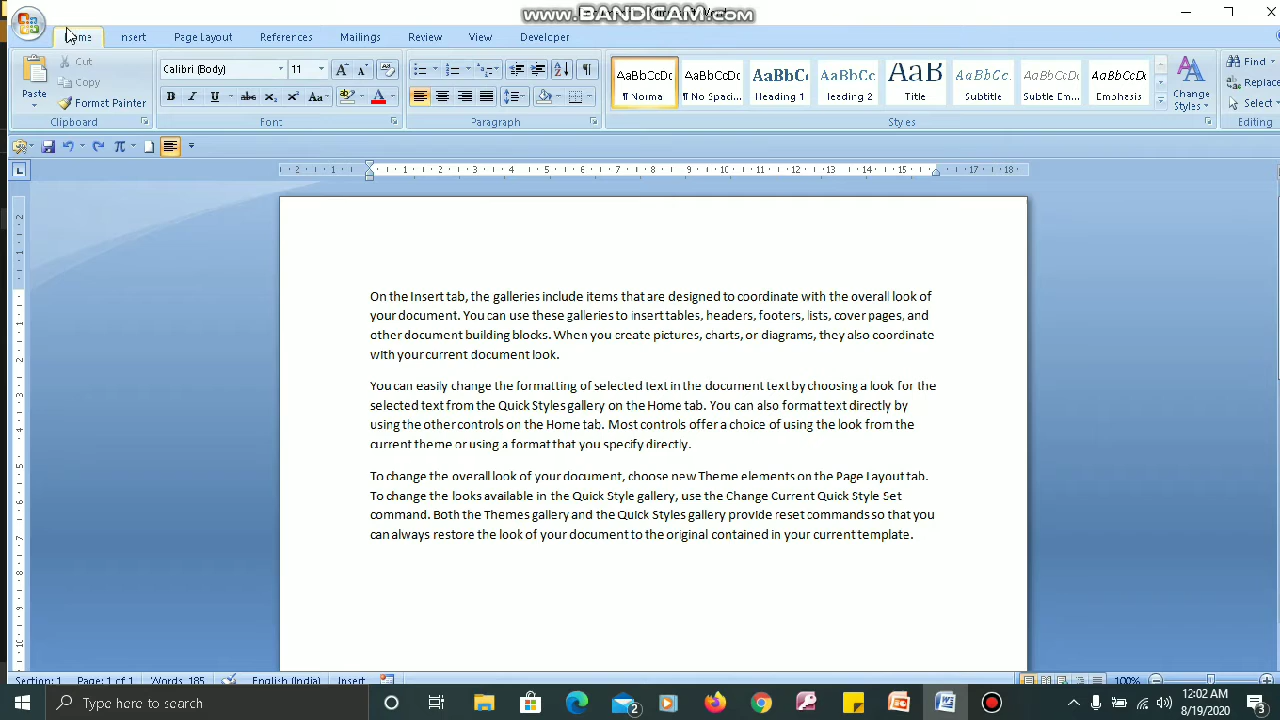 www.BANDICAM.com
Insert Page Layout References Mailings Review View Developer
Cut Calibri (Body) 11 Find
Paste Copy AaBbCcDc AaBbCcDc AaBbC AaBbCc AaB AaBbCc. AaBbCcDc AaBbCcDc Change Replace
Format Painter ¶ Normal ¶ No Spaci... Heading 1 Heading 2 Title Subtitle Subtle Em... Emphasis Styles Select
Clipboard Font Paragraph Styles Editing
On the Insert tab, the galleries include items that are designed to coordinate with the overall look of
your document. You can use these galleries to insert tables, headers, footers, lists, cover pages, and
other document building blocks. When you create pictures, charts, or diagrams, they also coordinate
with your current document look.
You can easily change the formatting of selected text in the document text by choosing a look for the
selected text from the Quick Styles gallery on the Home tab. You can also format text directly by
using the other controls on the Home tab. Most controls offer a choice of using the look from the
current theme or using a format that you specify directly.
To change the overall look of your document, choose new Theme elements on the Page Layout tab.
To change the looks available in the Quick Style gallery, use the Change Current Quick Style Set
command. Both the Themes gallery and the Quick Styles gallery provide reset commands so that you
can always restore the look of your document to the original contained in your current template.
Section: 1 Page: 1 of 1 Words: 185 English (India) Insert 100%
Type here to search 2 12:02 AM
8/19/2020 3